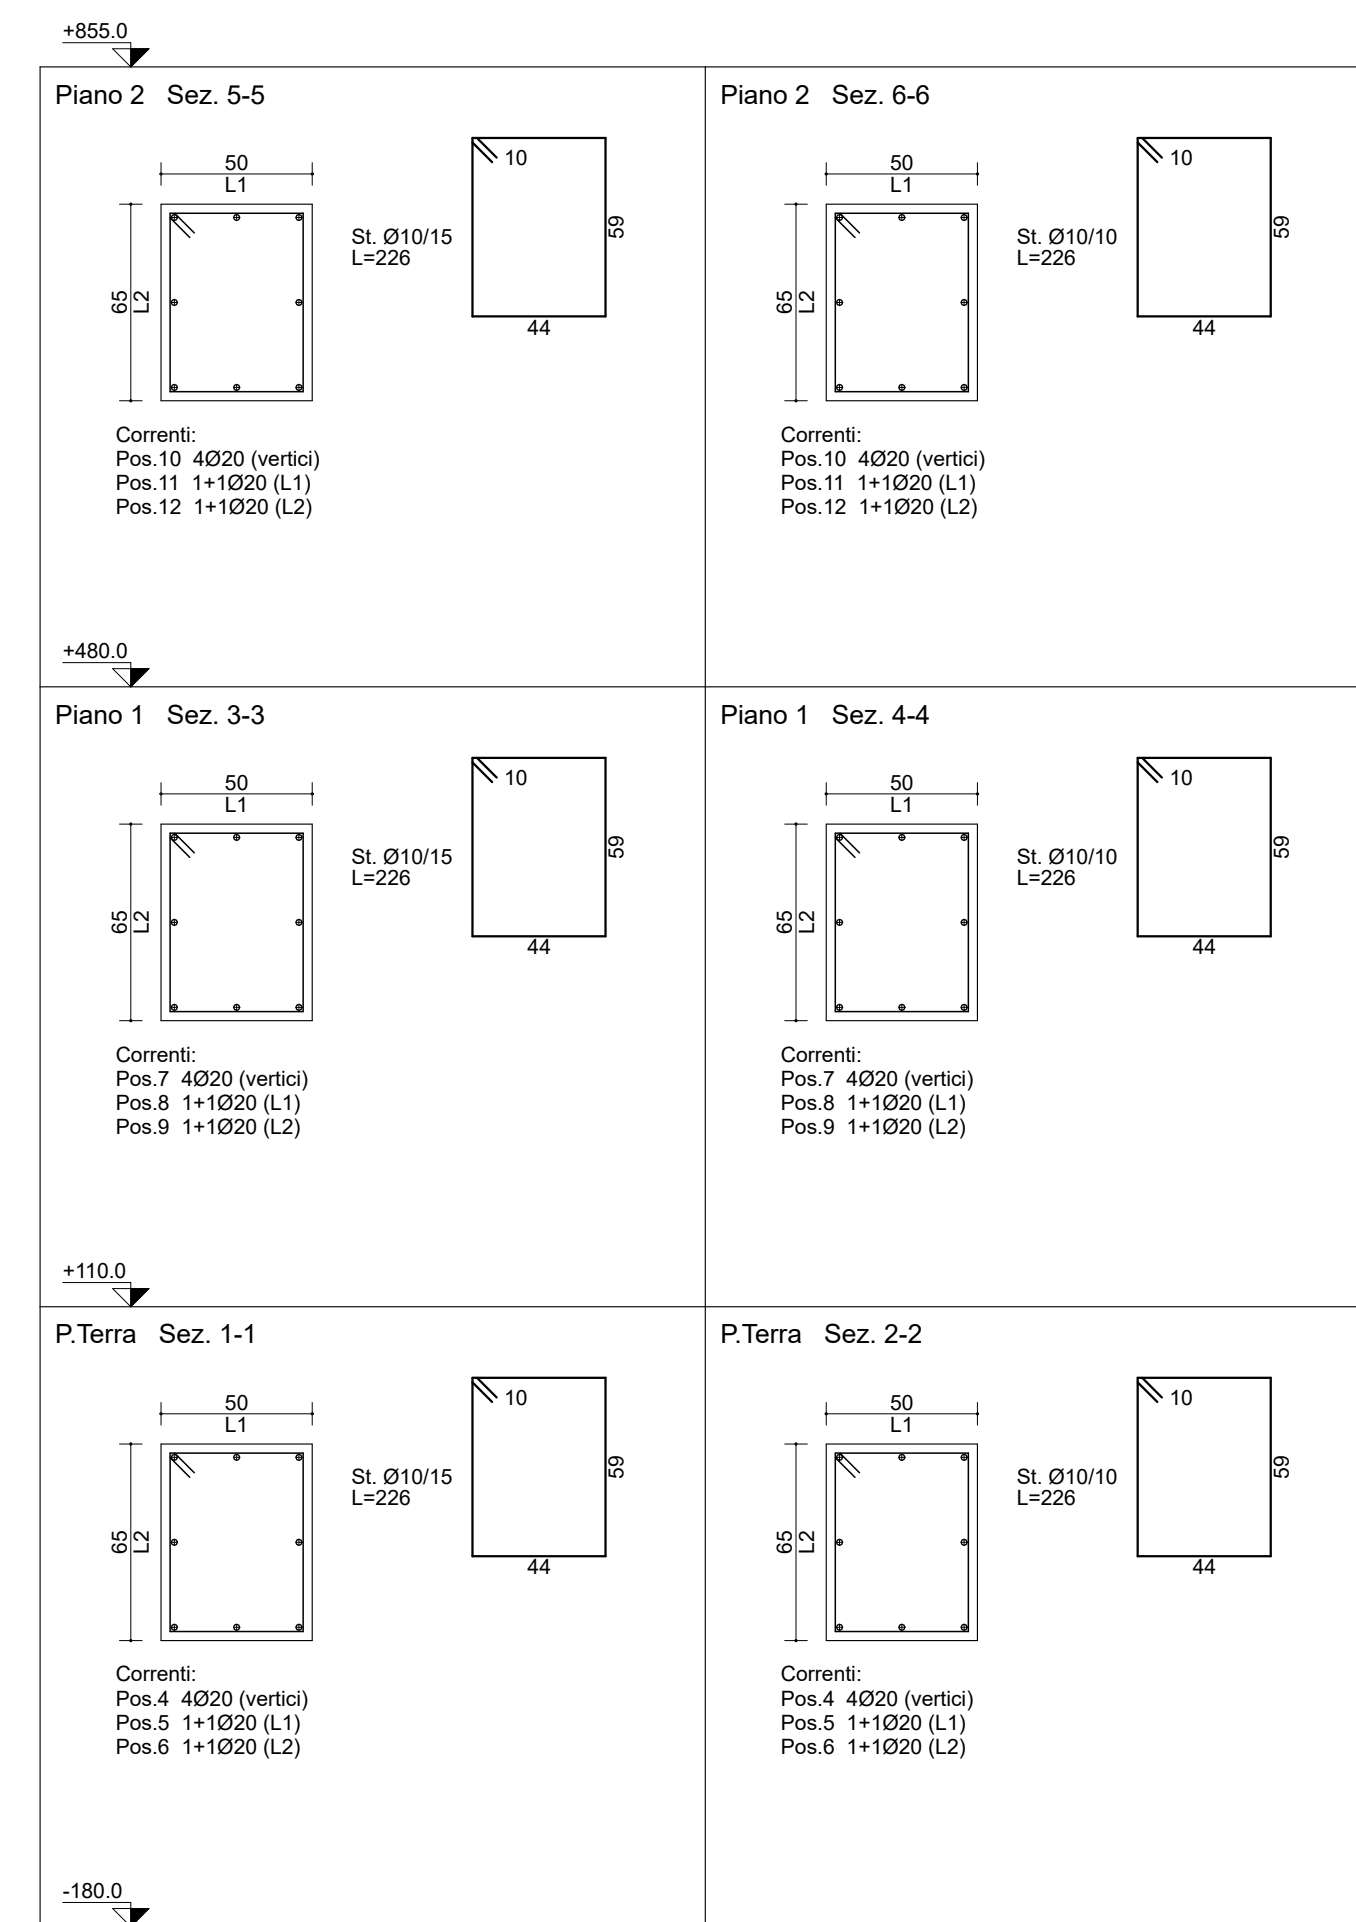 +855.0
Piano 2 Sez. 5-5
50
L1
65
L2
St. Ø10/15
L=226
10
59
44
Correnti:
Pos.10 4Ø20 (vertici)
Pos.11 1+1Ø20 (L1)
Pos.12 1+1Ø20 (L2)
Piano 2 Sez. 6-6
50
L1
65
L2
St. Ø10/10
L=226
10
59
44
Correnti:
Pos.10 4Ø20 (vertici)
Pos.11 1+1Ø20 (L1)
Pos.12 1+1Ø20 (L2)
+480.0
Piano 1 Sez. 3-3
50
L1
65
L2
St. Ø10/15
L=226
10
59
44
Correnti:
Pos.7 4Ø20 (vertici)
Pos.8 1+1Ø20 (L1)
Pos.9 1+1Ø20 (L2)
Piano 1 Sez. 4-4
50
L1
65
L2
St. Ø10/10
L=226
10
59
44
Correnti:
Pos.7 4Ø20 (vertici)
Pos.8 1+1Ø20 (L1)
Pos.9 1+1Ø20 (L2)
+110.0
P.Terra Sez. 1-1
50
L1
65
L2
St. Ø10/15
L=226
10
59
44
Correnti:
Pos.4 4Ø20 (vertici)
Pos.5 1+1Ø20 (L1)
Pos.6 1+1Ø20 (L2)
P.Terra Sez. 2-2
50
L1
65
L2
St. Ø10/10
L=226
10
59
44
Correnti:
Pos.4 4Ø20 (vertici)
Pos.5 1+1Ø20 (L1)
Pos.6 1+1Ø20 (L2)
-180.0